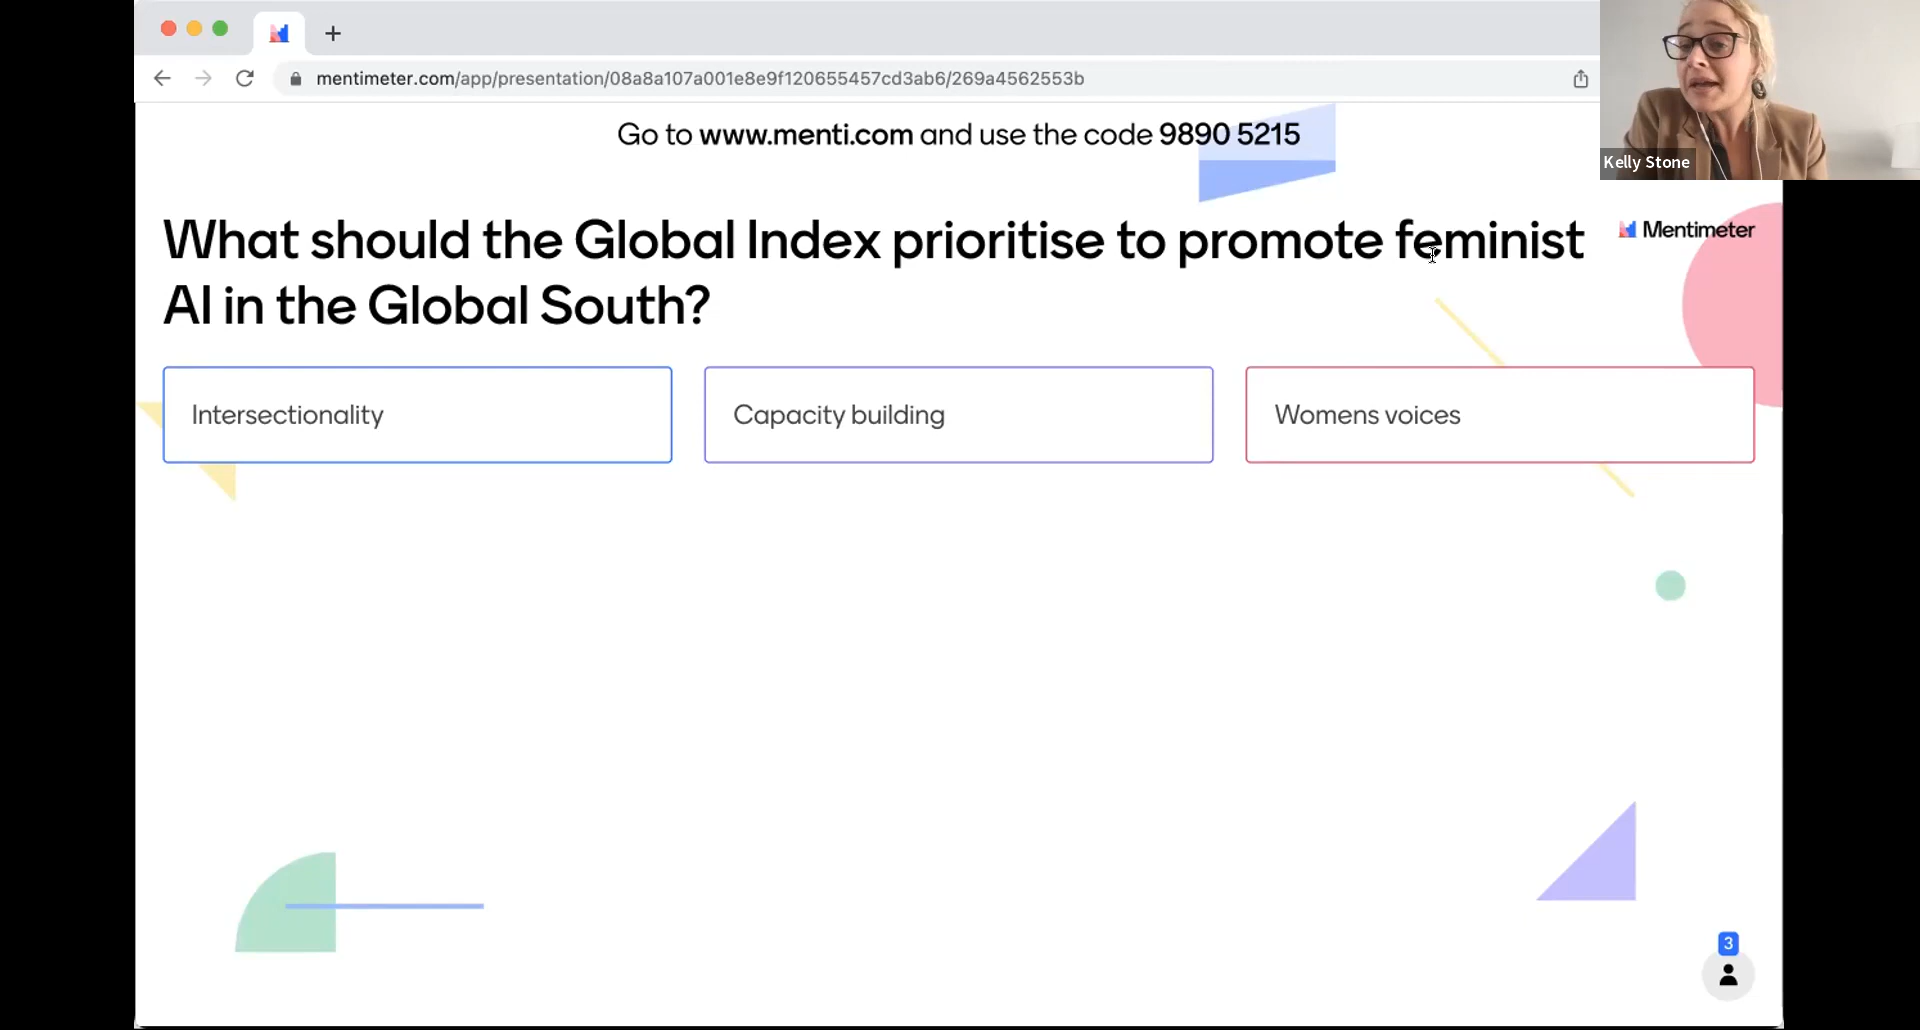 mentimeter.com/app/presentation/08a8a107a001e8e9f120655457cd3ab6/269a4562553b
Go to www.menti.com and use the code 9890 5215
Kelly Stone
What should the Global Index prioritise to promote feminist
AI in the Global South?
Mentimeter
Intersectionality
Capacity building
Womens voices
3